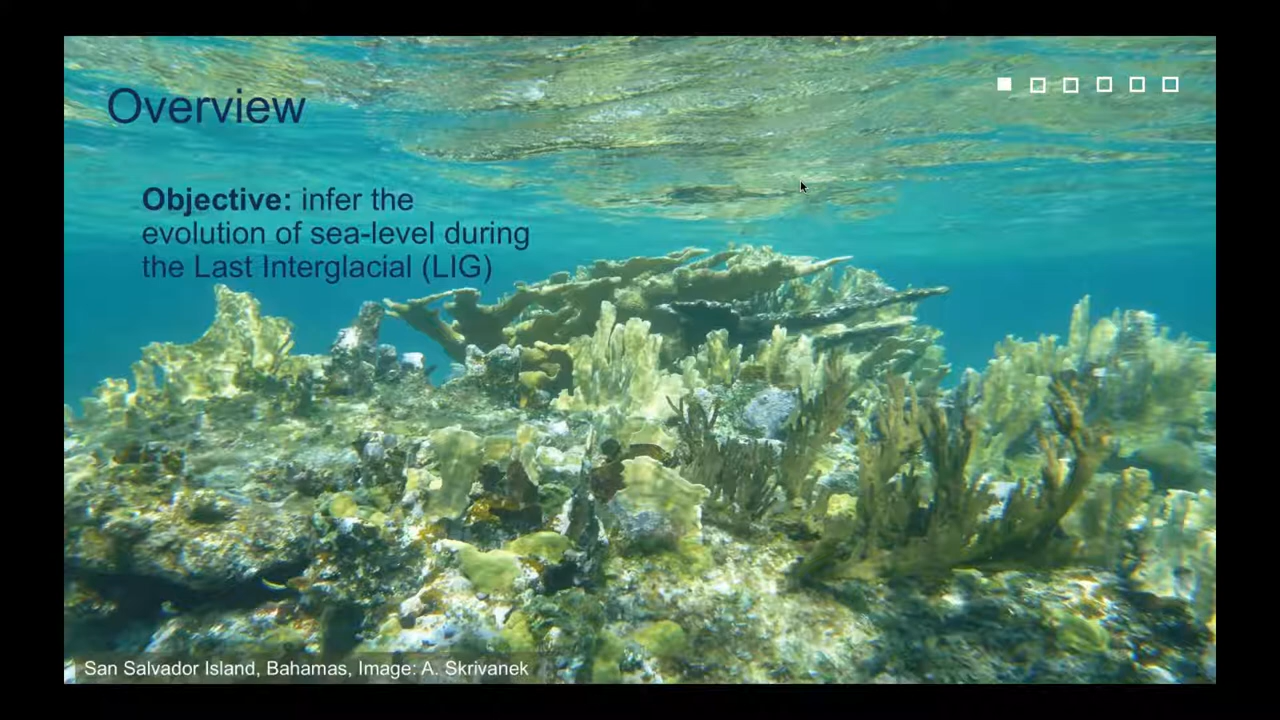 Overview
Objective: infer the
evolution of sea-level during
the Last Interglacial (LIG)
San Salvador Island, Bahamas, Image: A. Skrivanek